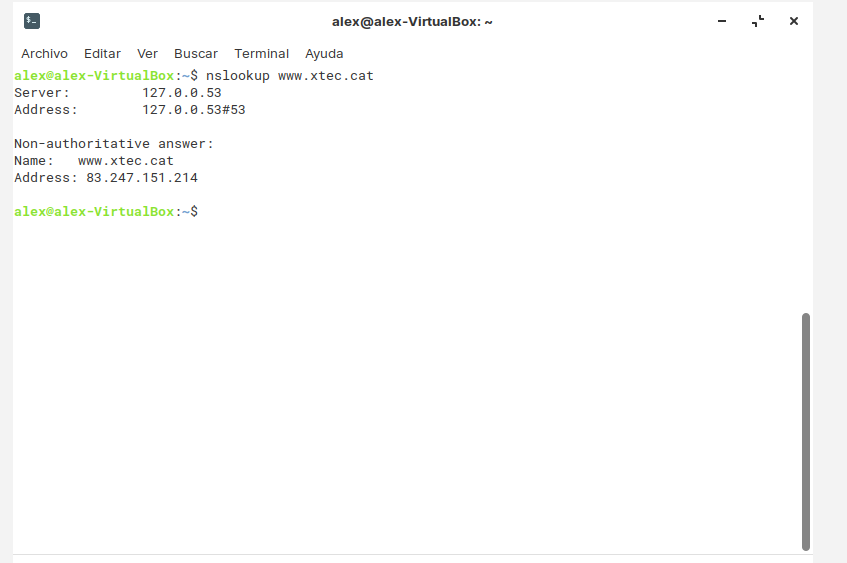 alex@alex-VirtualBox: ~
Archivo Editar Ver Buscar Terminal Ayuda
alex@alex-VirtualBox:~$ nslookup www.xtec.cat
Server:         127.0.0.53
Address:        127.0.0.53#53

Non-authoritative answer:
Name:   www.xtec.cat
Address: 83.247.151.214

alex@alex-VirtualBox:~$